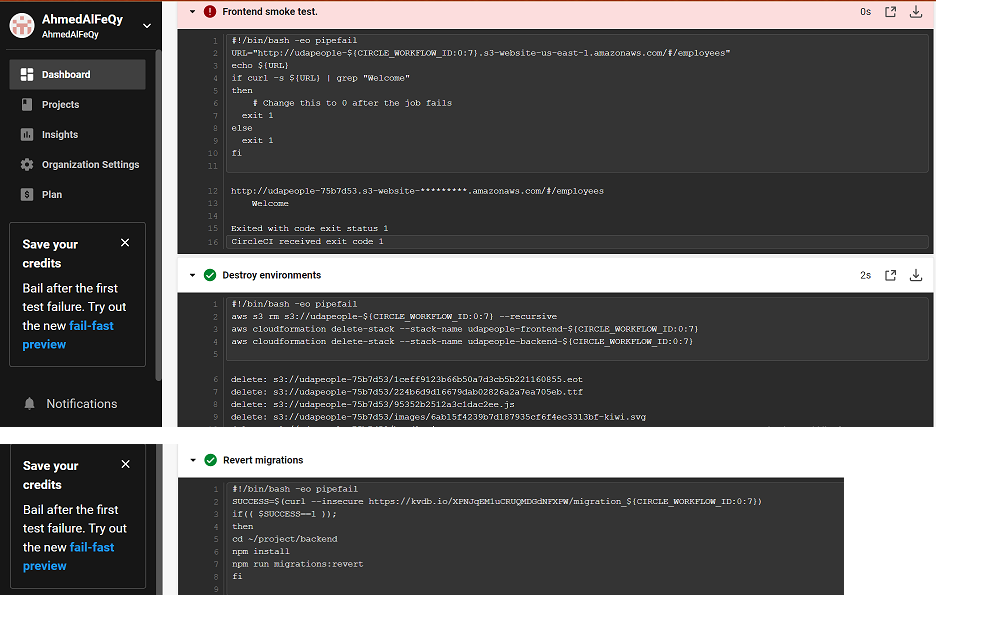 AhmedAlFeQy
AhmedAlFeQy
Dashboard
Projects
Insights
Organization Settings
Plan
Save your
credits
Bail after the first
test failure. Try out
the new fail-fast
preview
Notifications
Frontend smoke test.
0s
1 #!/bin/bash -eo pipefail
2 URL="http://udapeople-${CIRCLE_WORKFLOW_ID:0:7}.s3-website-us-east-1.amazonaws.com/#/employees"
3 echo ${URL}
4 if curl -s ${URL} | grep "Welcome"
5 then
6 # Change this to 0 after the job fails
7 exit 1
8 else
9 exit 1
10 fi
11
12 http://udapeople-75b7d53.s3-website-*********.amazonaws.com/#/employees
13 Welcome
14
15 Exited with code exit status 1
16 CircleCI received exit code 1
Destroy environments
2s
1 #!/bin/bash -eo pipefail
2 aws s3 rm s3://udapeople-${CIRCLE_WORKFLOW_ID:0:7} --recursive
3 aws cloudformation delete-stack --stack-name udapeople-frontend-${CIRCLE_WORKFLOW_ID:0:7}
4 aws cloudformation delete-stack --stack-name udapeople-backend-${CIRCLE_WORKFLOW_ID:0:7}
5
6 delete: s3://udapeople-75b7d53/1ceff9123b66b50a7d3cb5b221160855.eot
7 delete: s3://udapeople-75b7d53/224b6d9d16679dab02826a2a7ea705eb.ttf
8 delete: s3://udapeople-75b7d53/95352b2512a3c1dac2ee.js
9 delete: s3://udapeople-75b7d53/images/6ab15f4239b7d187935cf6f4ec3313bf-kiwi.svg
Save your
credits
Bail after the first
test failure. Try out
the new fail-fast
preview
Revert migrations
1 #!/bin/bash -eo pipefail
2 SUCCESS=$(curl --insecure https://kvdb.io/XPNJqEM1uCRUQMDGdNFXPW/migration_${CIRCLE_WORKFLOW_ID:0:7})
3 if(( $SUCCESS==1 ));
4 then
5 cd ~/project/backend
6 npm install
7 npm run migrations:revert
8 fi
9